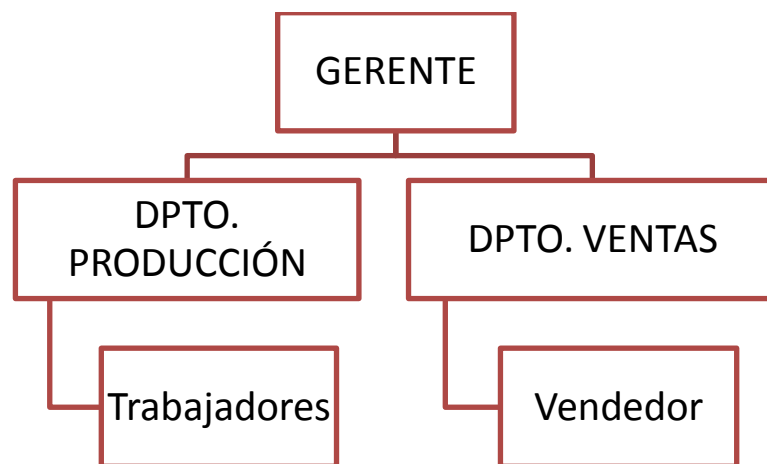 GERENTE
DPTO.
PRODUCCIÓN
DPTO. VENTAS
Trabajadores
Vendedor